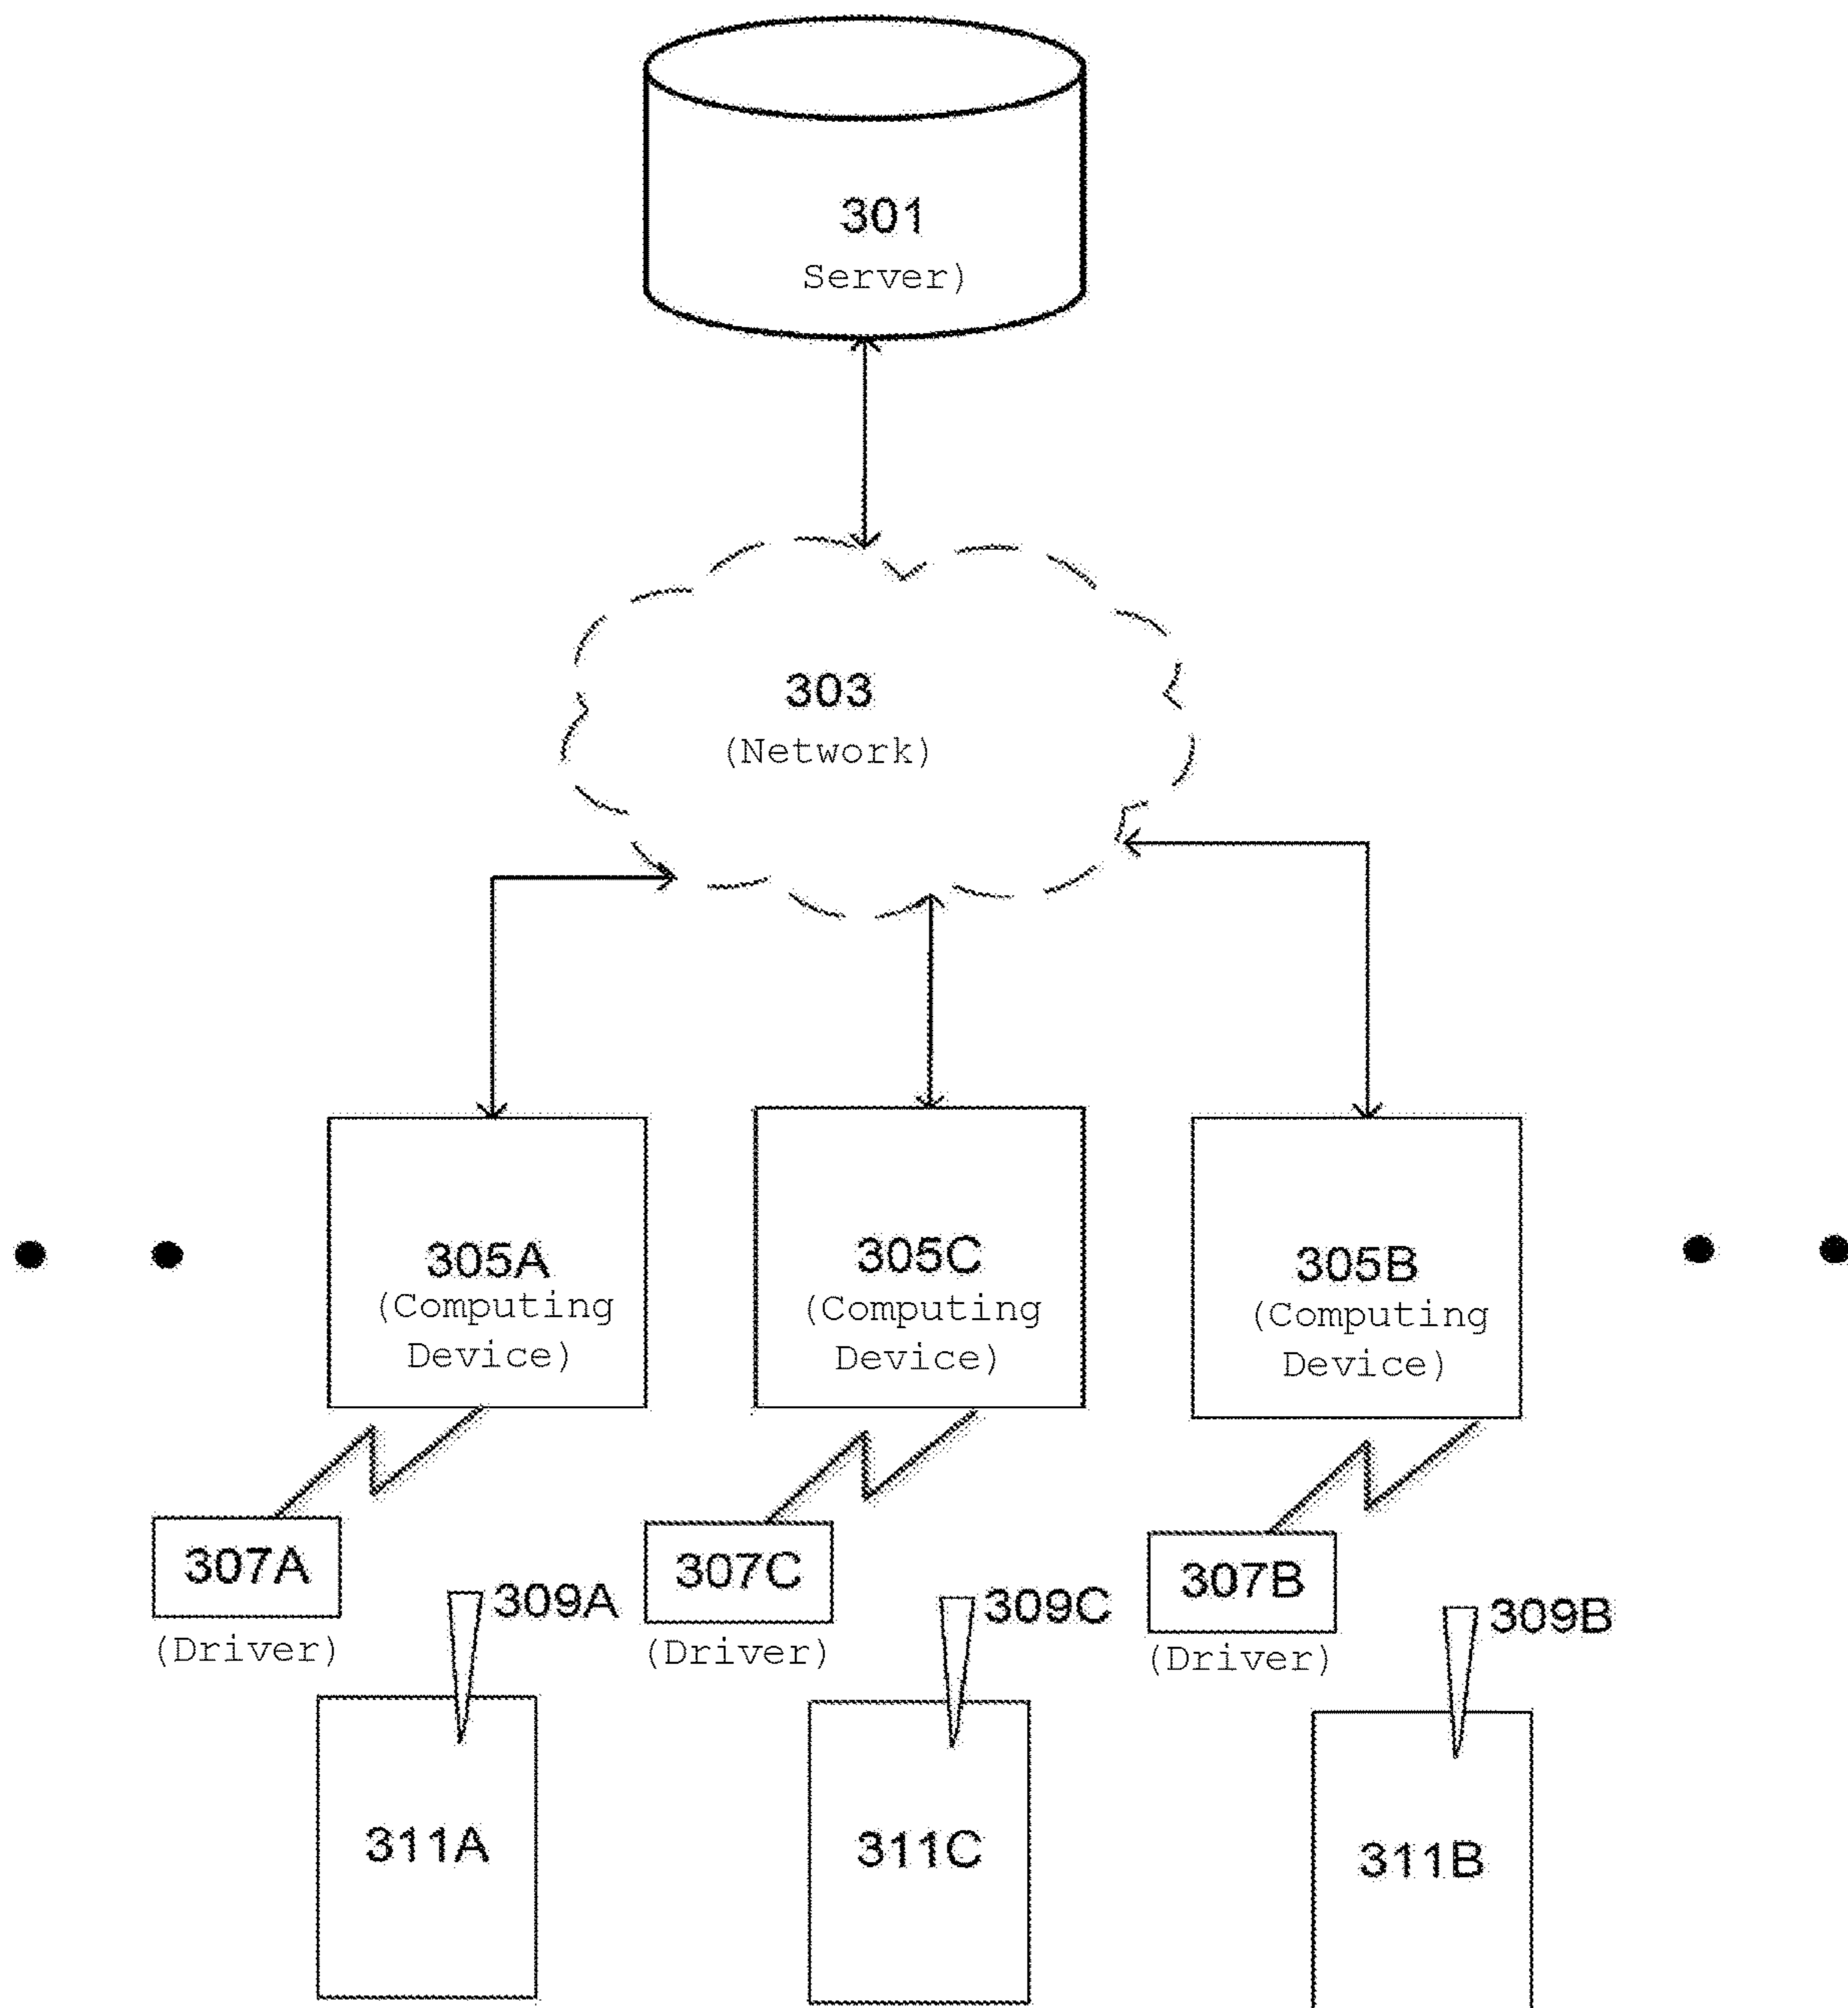 301
Server)
303
(Network)
305A
(Computing
Device)
305C
(Computing
Device)
305B
(Computing
Device)
307A
(Driver)
309A
307C
(Driver)
309C
307B
(Driver)
309B
311A
311C
311B